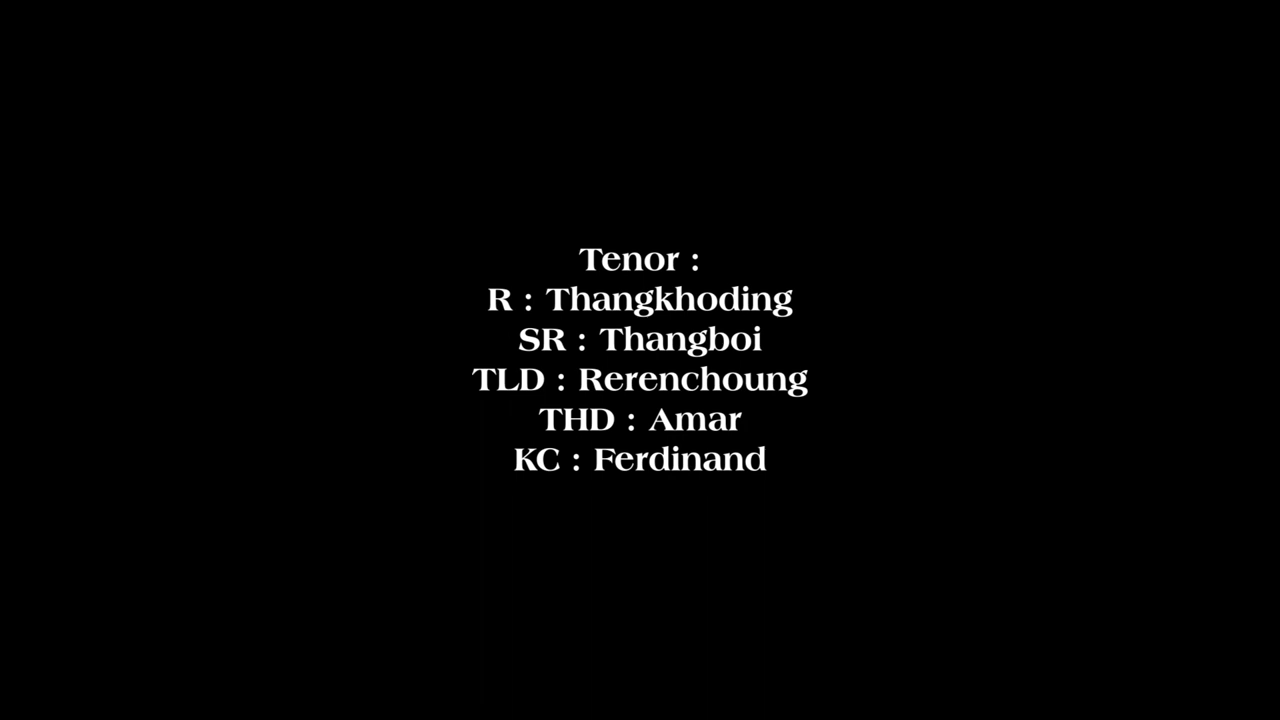 Tenor :
R : Thangkhoding
SR : Thangboi
TLD : Rerenchoung
THD : Amar
KC : Ferdinand